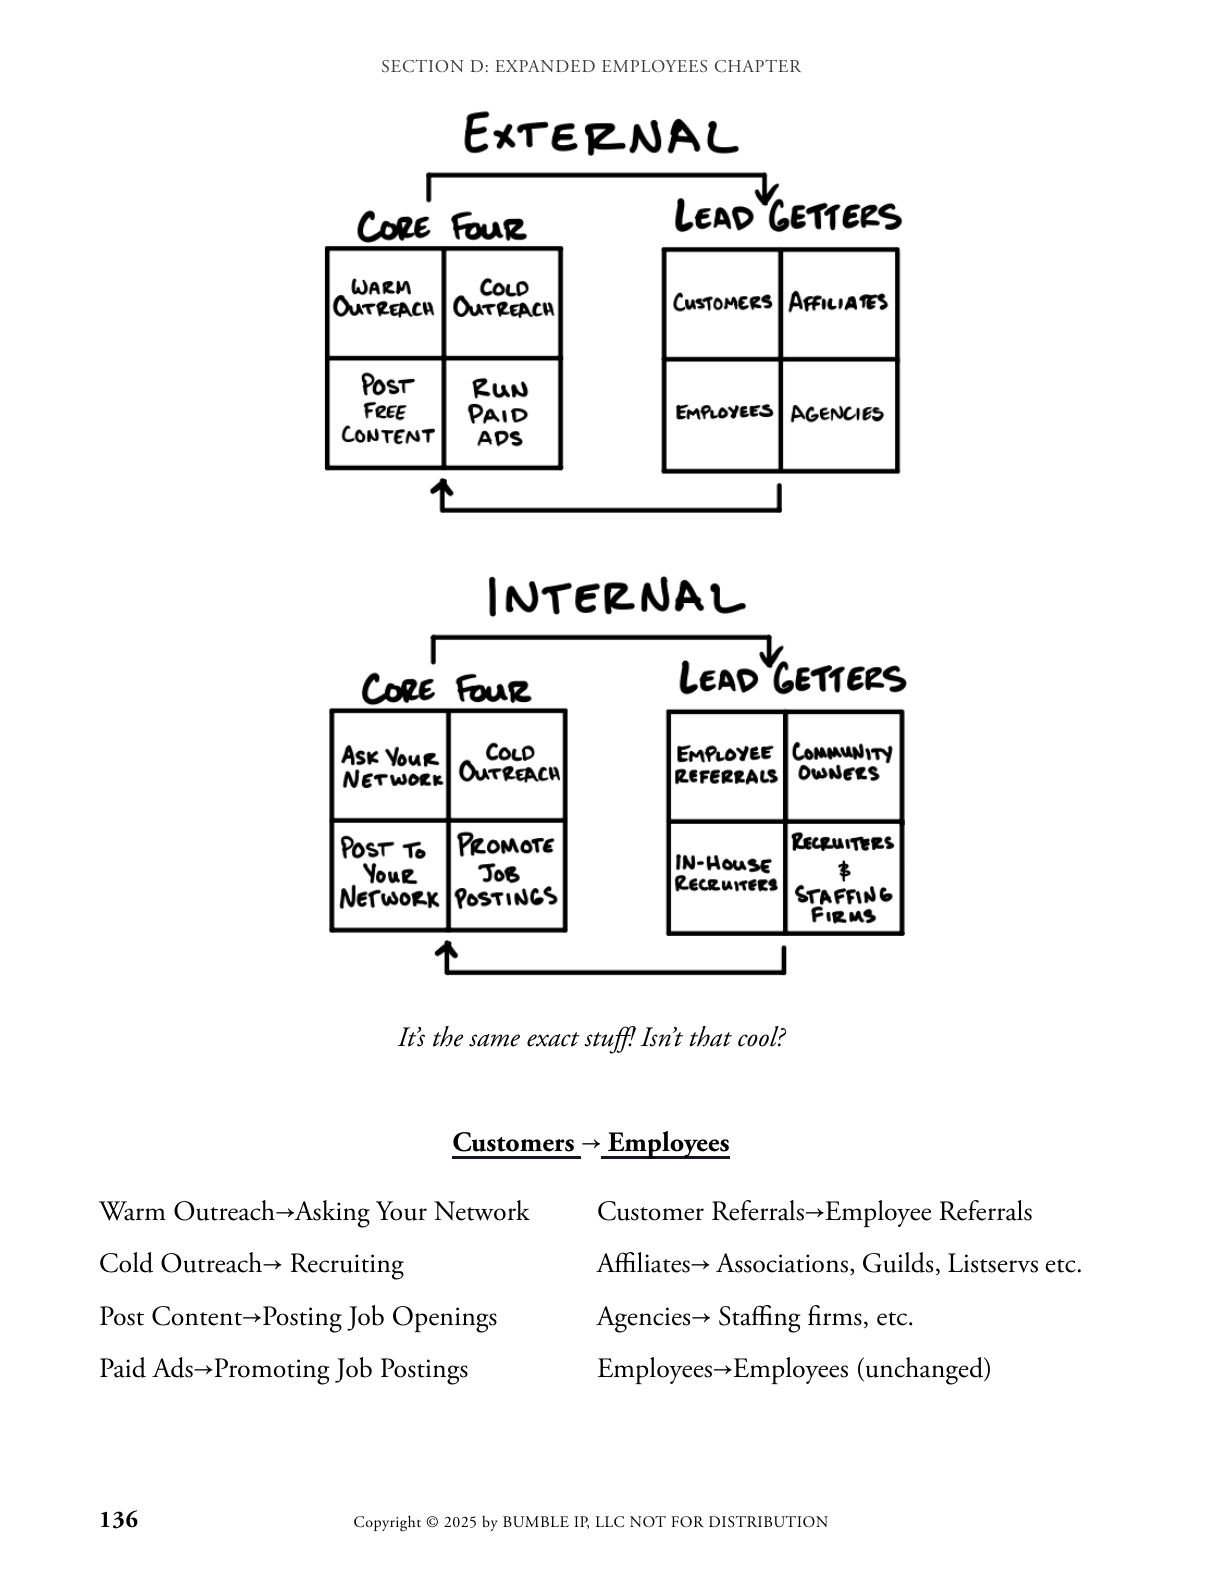 SECTION D: EXPANDED EMPLOYEES CHAPTER
EXTERNAL
CORE FOUR
LEAD GETTERS
WARM
OUTREACH
COLD
OUTREACH
CUSTOMERS
AFFILIATES
POST
FREE
CONTENT
RUN
PAID
ADS
EMPLOYEES
AGENCIES
INTERNAL
CORE FOUR
LEAD GETTERS
ASK YOUR
NETWORK
COLD
OUTREACH
EMPLOYEE
REFERRALS
COMMUNITY
OWNERS
POST TO
YOUR
NETWORK
PROMOTE
JOB
POSTINGS
IN-HOUSE
RECRUITERS
RECRUITERS
&
STAFFING
FIRMS
It's the same exact stuff! Isn't that cool?
Customers → Employees
Warm Outreach→Asking Your Network
Cold Outreach→ Recruiting
Post Content→Posting Job Openings
Paid Ads→Promoting Job Postings
Customer Referrals→Employee Referrals
Affiliates→ Associations, Guilds, Listservs etc.
Agencies→ Staffing firms, etc.
Employees→Employees (unchanged)
136
Copyright © 2025 by BUMBLE IP, LLC NOT FOR DISTRIBUTION